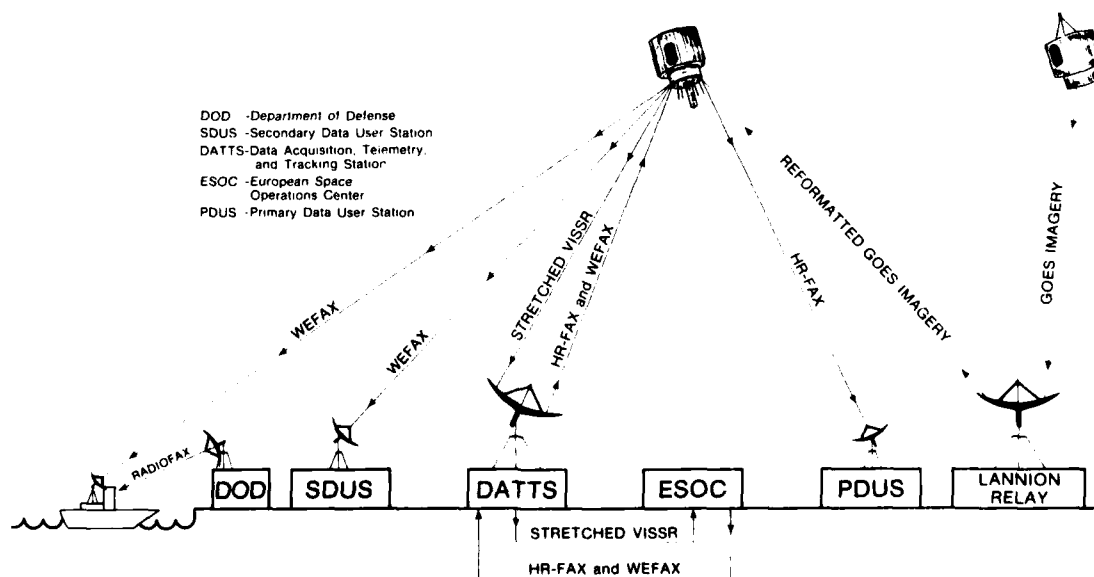 DOD -Department of Defense
SDUS -Secondary Data User Station
DATTS-Data Acquisition, Telemetry,
and Tracking Station
ESOC -European Space
Operations Center
PDUS -Primary Data User Station
WEFAX
WEFAX
STRETCHED VISSR
HR-FAX and WEFAX
HR-FAX
REFORMATTED GOES IMAGERY
GOES IMAGERY
RADIOFAX
DOD
SDUS
DATTS
ESOC
PDUS
LANNION
RELAY
STRETCHED VISSR
HR-FAX and WEFAX